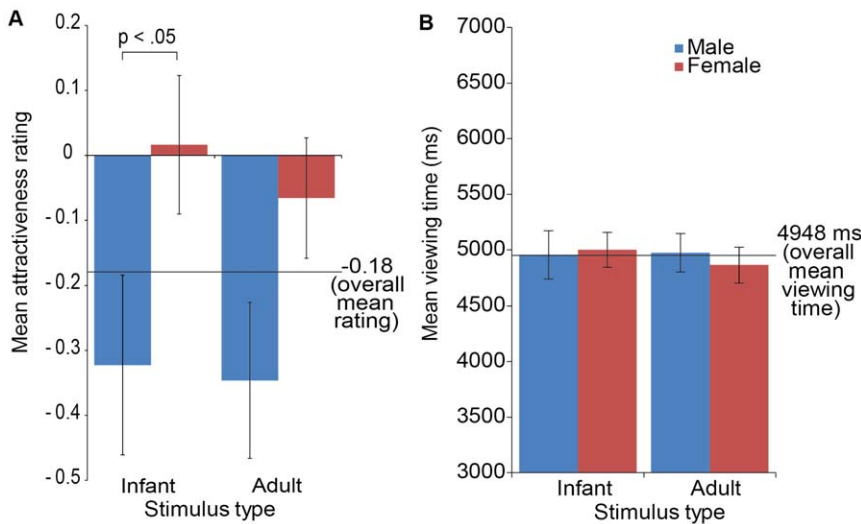 A
0.2
p < .05
0.1
0
- 0.1
- 0.2
- 0.3
- 0.4
- 0.5
Mean attractiveness rating
-0.18
(overall
mean
rating)
Infant
Adult
Stimulus type
B
7000
6500
6000
5500
5000
4500
4000
3500
3000
Mean viewing time (ms)
Male
Female
4948 ms
(overall
mean
viewing
time)
Infant
Adult
Stimulus type